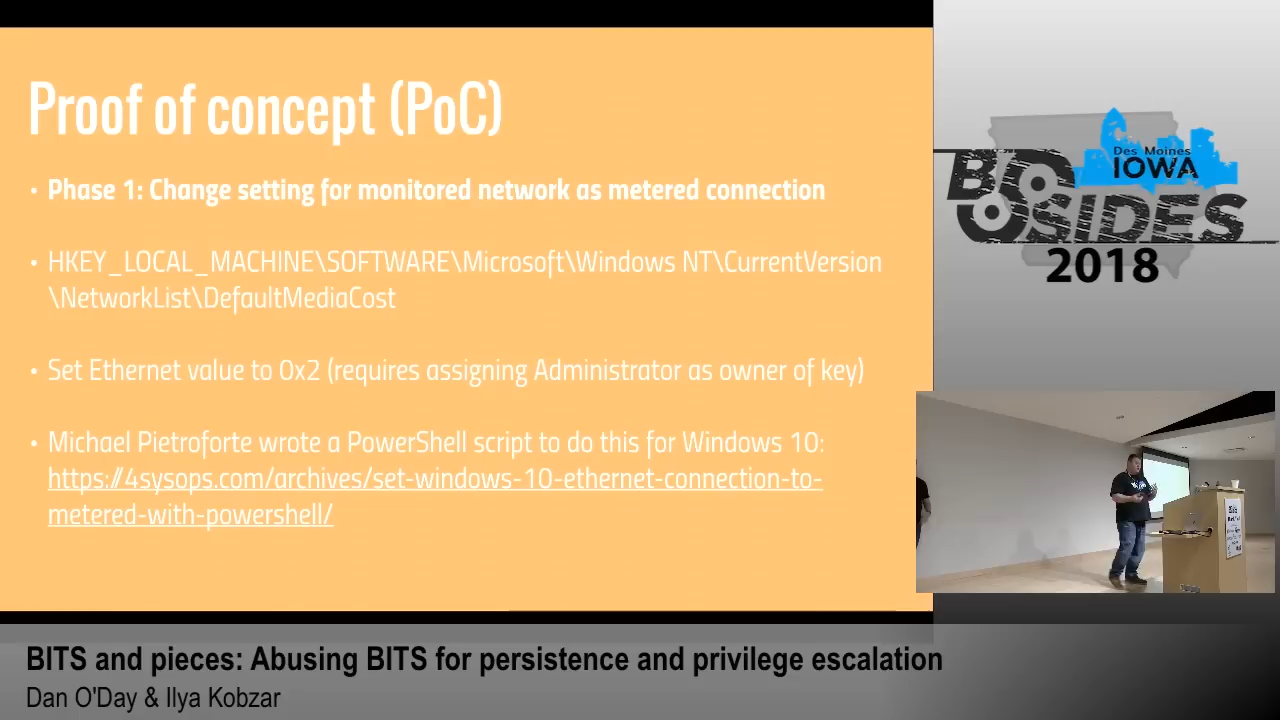 Proof of concept (PoC)
• Phase 1: Change setting for monitored network as metered connection
• HKEY_LOCAL_MACHINE\SOFTWARE\Microsoft\Windows NT\CurrentVersion
\NetworkList\DefaultMediaCost
• Set Ethernet value to 0x2 (requires assigning Administrator as owner of key)
• Michael Pietroforte wrote a PowerShell script to do this for Windows 10:
https://4sysops.com/archives/set-windows-10-ethernet-connection-to-
metered-with-powershell/
Des Moines
IOWA
BSIDES
2018
BITS and pieces: Abusing BITS for persistence and privilege escalation
Dan O'Day & Ilya Kobzar